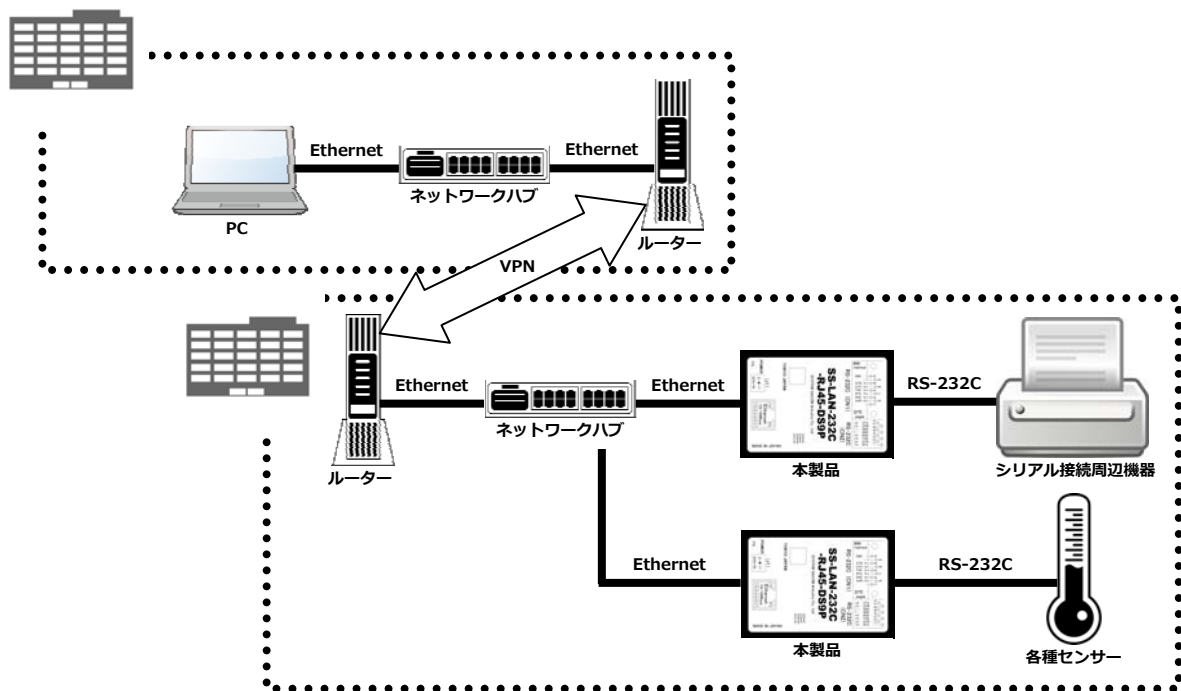 Ethernet
Ethernet
ネットワークハブ
PC
ルーター
VPN
Ethernet
Ethernet
RS-232C
SS-LAN-232C
-RJ45-DS9P
ネットワークハブ
ルーター
本製品
シリアル接続周辺機器
Ethernet
RS-232C
SS-LAN-232C
-RJ45-DS9P
本製品
各種センサー